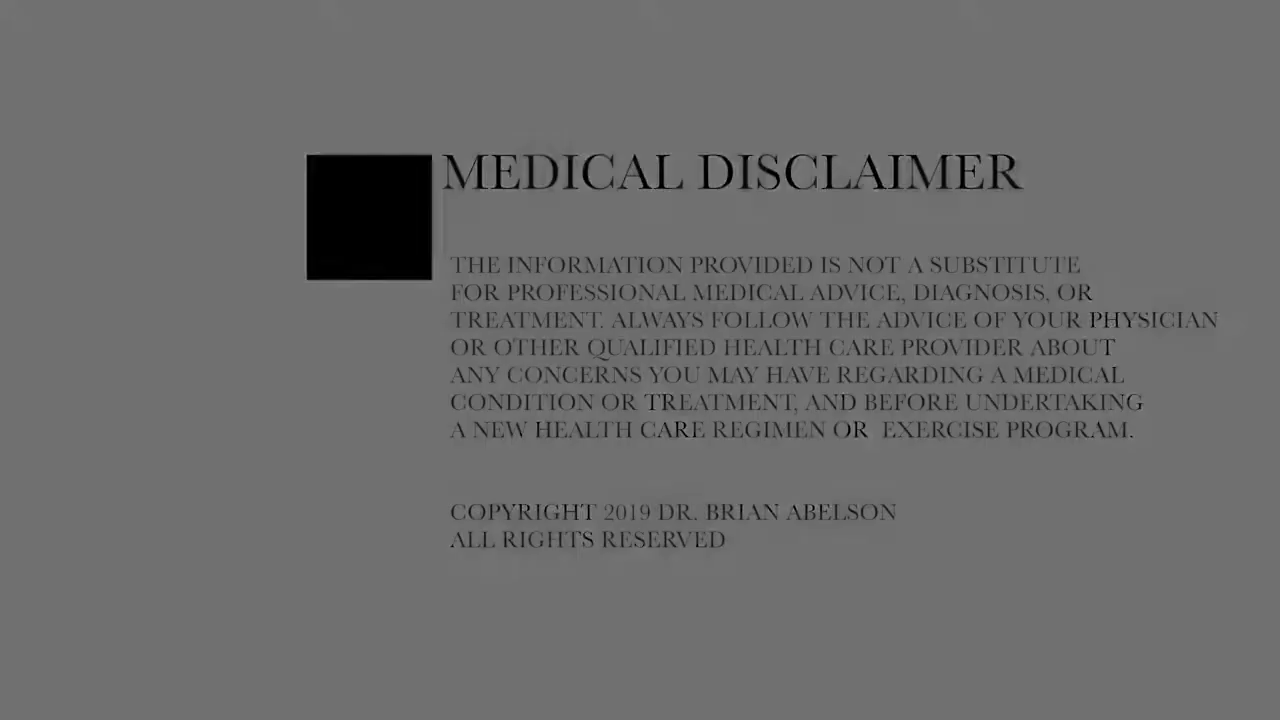 MEDICAL DISCLAIMER
THE INFORMATION PROVIDED IS NOT A SUBSTITUTE
FOR PROFESSIONAL MEDICAL ADVICE, DIAGNOSIS, OR
TREATMENT. ALWAYS FOLLOW THE ADVICE OF YOUR PHYSICIAN
OR OTHER QUALIFIED HEALTH CARE PROVIDER ABOUT
ANY CONCERNS YOU MAY HAVE REGARDING A MEDICAL
CONDITION OR TREATMENT, AND BEFORE UNDERTAKING
A NEW HEALTH CARE REGIMEN OR EXERCISE PROGRAM.
COPYRIGHT 2019 DR. BRIAN ABELSON
ALL RIGHTS RESERVED